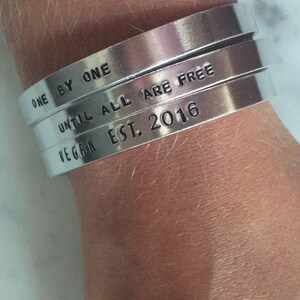 ONE BY ONE
UNTIL ALL ARE FREE
VEGAN EST. 2016